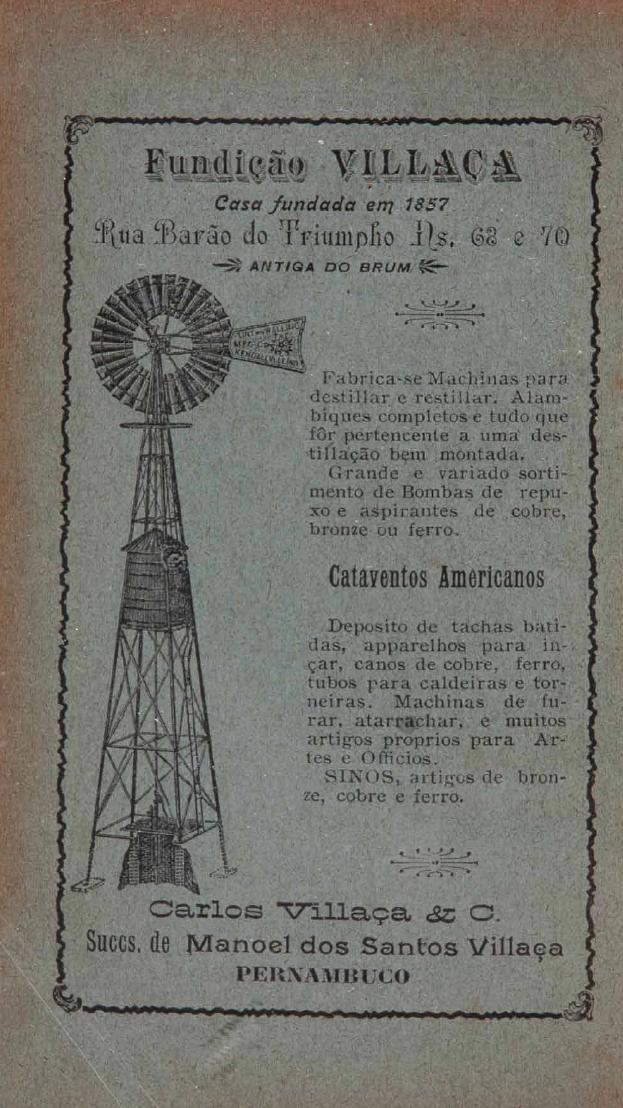 Fundição VILLAÇA
Casa fundada em 1857
Rua Barão do Triumpho Ns. 62 e 70
ANTIGA DO BRUM
Fabrica-se Machinas para
destillar e restillar. Alam-
biques completos e tudo que
fôr pertencente a uma des-
tillação bem montada.
Grande e variado sorti-
mento de Bombas de repu-
xo e aspirantes de cobre,
bronze ou ferro.
Cataventos Americanos
Deposito de tachas bati-
das, apparelhos para in-
çar, canos de cobre, ferro,
tubos para caldeiras e tor-
neiras. Machinas de fu-
rar, atarrachar, e muitos
artigos proprios para Ar-
tes e Officios.
SINOS, artigos de bron-
ze, cobre e ferro.
Carlos Villaça & C.
Succs. de Manoel dos Santos Villaça
PERNAMBUCO